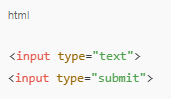 html
<input type="text">
<input type="submit">